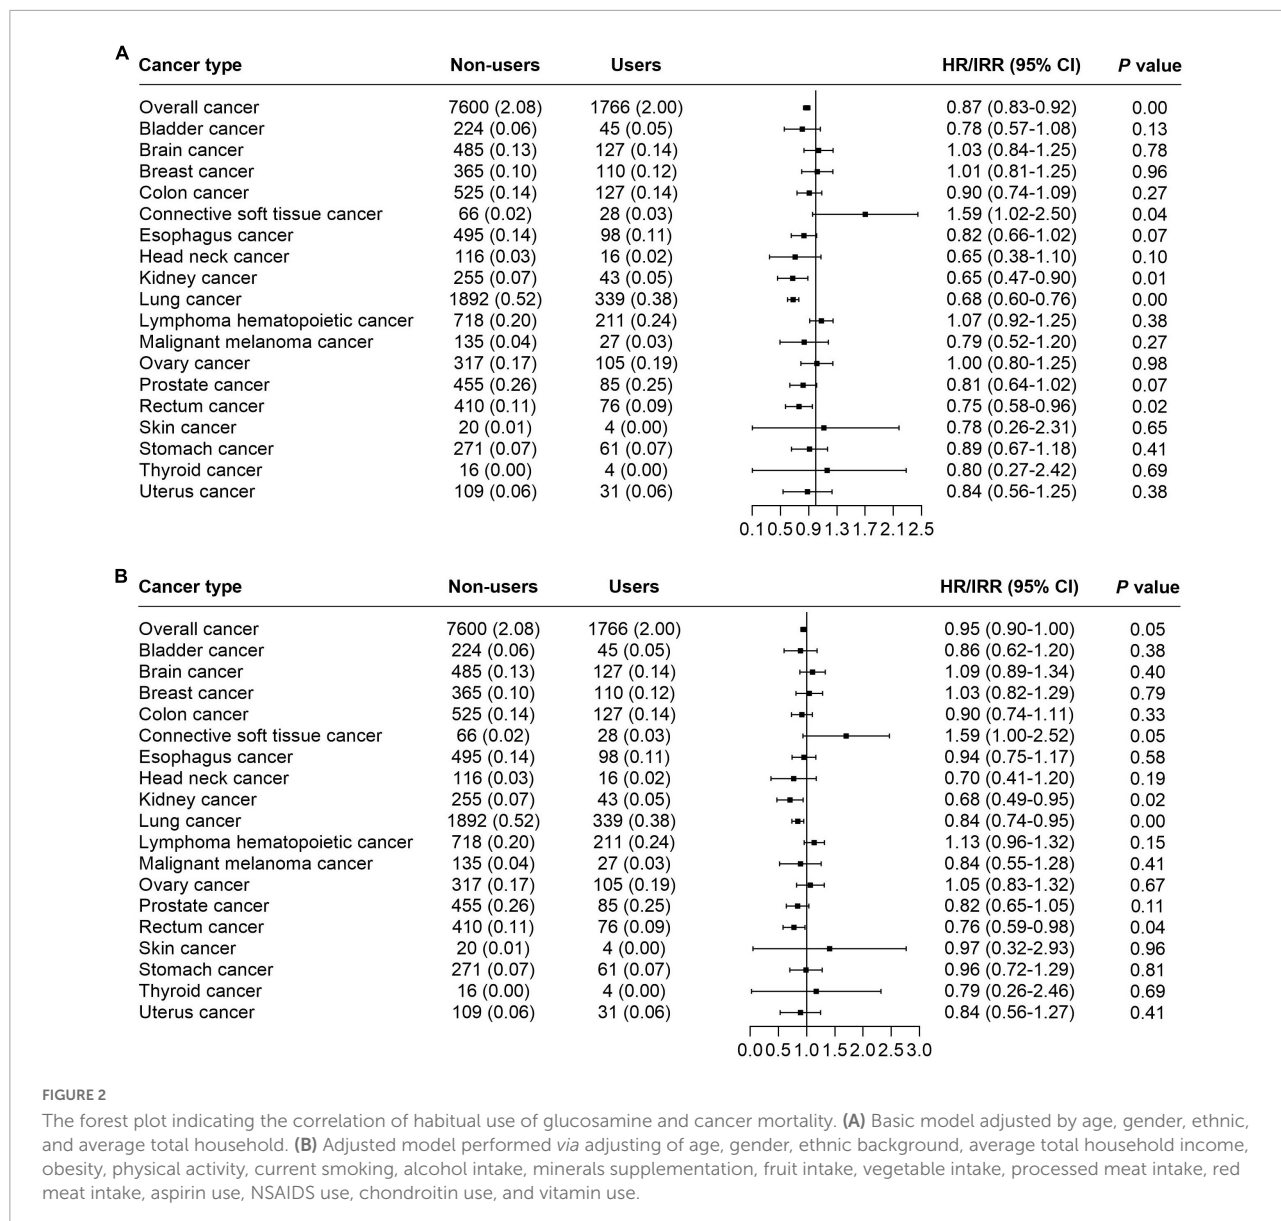 A
Cancer type Non-users Users HR/IRR (95% CI) P value
Overall cancer 7600 (2.08) 1766 (2.00) 0.87 (0.83-0.92) 0.00
Bladder cancer 224 (0.06) 45 (0.05) 0.78 (0.57-1.08) 0.13
Brain cancer 485 (0.13) 127 (0.14) 1.03 (0.84-1.25) 0.78
Breast cancer 365 (0.10) 110 (0.12) 1.01 (0.81-1.25) 0.96
Colon cancer 525 (0.14) 127 (0.14) 0.90 (0.74-1.09) 0.27
Connective soft tissue cancer 66 (0.02) 28 (0.03) 1.59 (1.02-2.50) 0.04
Esophagus cancer 495 (0.14) 98 (0.11) 0.82 (0.66-1.02) 0.07
Head neck cancer 116 (0.03) 16 (0.02) 0.65 (0.38-1.10) 0.10
Kidney cancer 255 (0.07) 43 (0.05) 0.65 (0.47-0.90) 0.01
Lung cancer 1892 (0.52) 339 (0.38) 0.68 (0.60-0.76) 0.00
Lymphoma hematopoietic cancer 718 (0.20) 211 (0.24) 1.07 (0.92-1.25) 0.38
Malignant melanoma cancer 135 (0.04) 27 (0.03) 0.79 (0.52-1.20) 0.27
Ovary cancer 317 (0.17) 105 (0.19) 1.00 (0.80-1.25) 0.98
Prostate cancer 455 (0.26) 85 (0.25) 0.81 (0.64-1.02) 0.07
Rectum cancer 410 (0.11) 76 (0.09) 0.75 (0.58-0.96) 0.02
Skin cancer 20 (0.01) 4 (0.00) 0.78 (0.26-2.31) 0.65
Stomach cancer 271 (0.07) 61 (0.07) 0.89 (0.67-1.18) 0.41
Thyroid cancer 16 (0.00) 4 (0.00) 0.80 (0.27-2.42) 0.69
Uterus cancer 109 (0.06) 31 (0.06) 0.84 (0.56-1.25) 0.38
0.1 0.5 0.9 1.3 1.7 2.1 2.5
B
Cancer type Non-users Users HR/IRR (95% CI) P value
Overall cancer 7600 (2.08) 1766 (2.00) 0.95 (0.90-1.00) 0.05
Bladder cancer 224 (0.06) 45 (0.05) 0.86 (0.62-1.20) 0.38
Brain cancer 485 (0.13) 127 (0.14) 1.09 (0.89-1.34) 0.40
Breast cancer 365 (0.10) 110 (0.12) 1.03 (0.82-1.29) 0.79
Colon cancer 525 (0.14) 127 (0.14) 0.90 (0.74-1.11) 0.33
Connective soft tissue cancer 66 (0.02) 28 (0.03) 1.59 (1.00-2.52) 0.05
Esophagus cancer 495 (0.14) 98 (0.11) 0.94 (0.75-1.17) 0.58
Head neck cancer 116 (0.03) 16 (0.02) 0.70 (0.41-1.20) 0.19
Kidney cancer 255 (0.07) 43 (0.05) 0.68 (0.49-0.95) 0.02
Lung cancer 1892 (0.52) 339 (0.38) 0.84 (0.74-0.95) 0.00
Lymphoma hematopoietic cancer 718 (0.20) 211 (0.24) 1.13 (0.96-1.32) 0.15
Malignant melanoma cancer 135 (0.04) 27 (0.03) 0.84 (0.55-1.28) 0.41
Ovary cancer 317 (0.17) 105 (0.19) 1.05 (0.83-1.32) 0.67
Prostate cancer 455 (0.26) 85 (0.25) 0.82 (0.65-1.05) 0.11
Rectum cancer 410 (0.11) 76 (0.09) 0.76 (0.59-0.98) 0.04
Skin cancer 20 (0.01) 4 (0.00) 0.97 (0.32-2.93) 0.96
Stomach cancer 271 (0.07) 61 (0.07) 0.96 (0.72-1.29) 0.81
Thyroid cancer 16 (0.00) 4 (0.00) 0.79 (0.26-2.46) 0.69
Uterus cancer 109 (0.06) 31 (0.06) 0.84 (0.56-1.27) 0.41
0.0 0.5 1.0 1.5 2.0 2.5 3.0
FIGURE 2
The forest plot indicating the correlation of habitual use of glucosamine and cancer mortality. (A) Basic model adjusted by age, gender, ethnic,
and average total household. (B) Adjusted model performed via adjusting of age, gender, ethnic background, average total household income,
obesity, physical activity, current smoking, alcohol intake, minerals supplementation, fruit intake, vegetable intake, processed meat intake, red
meat intake, aspirin use, NSAIDS use, chondroitin use, and vitamin use.